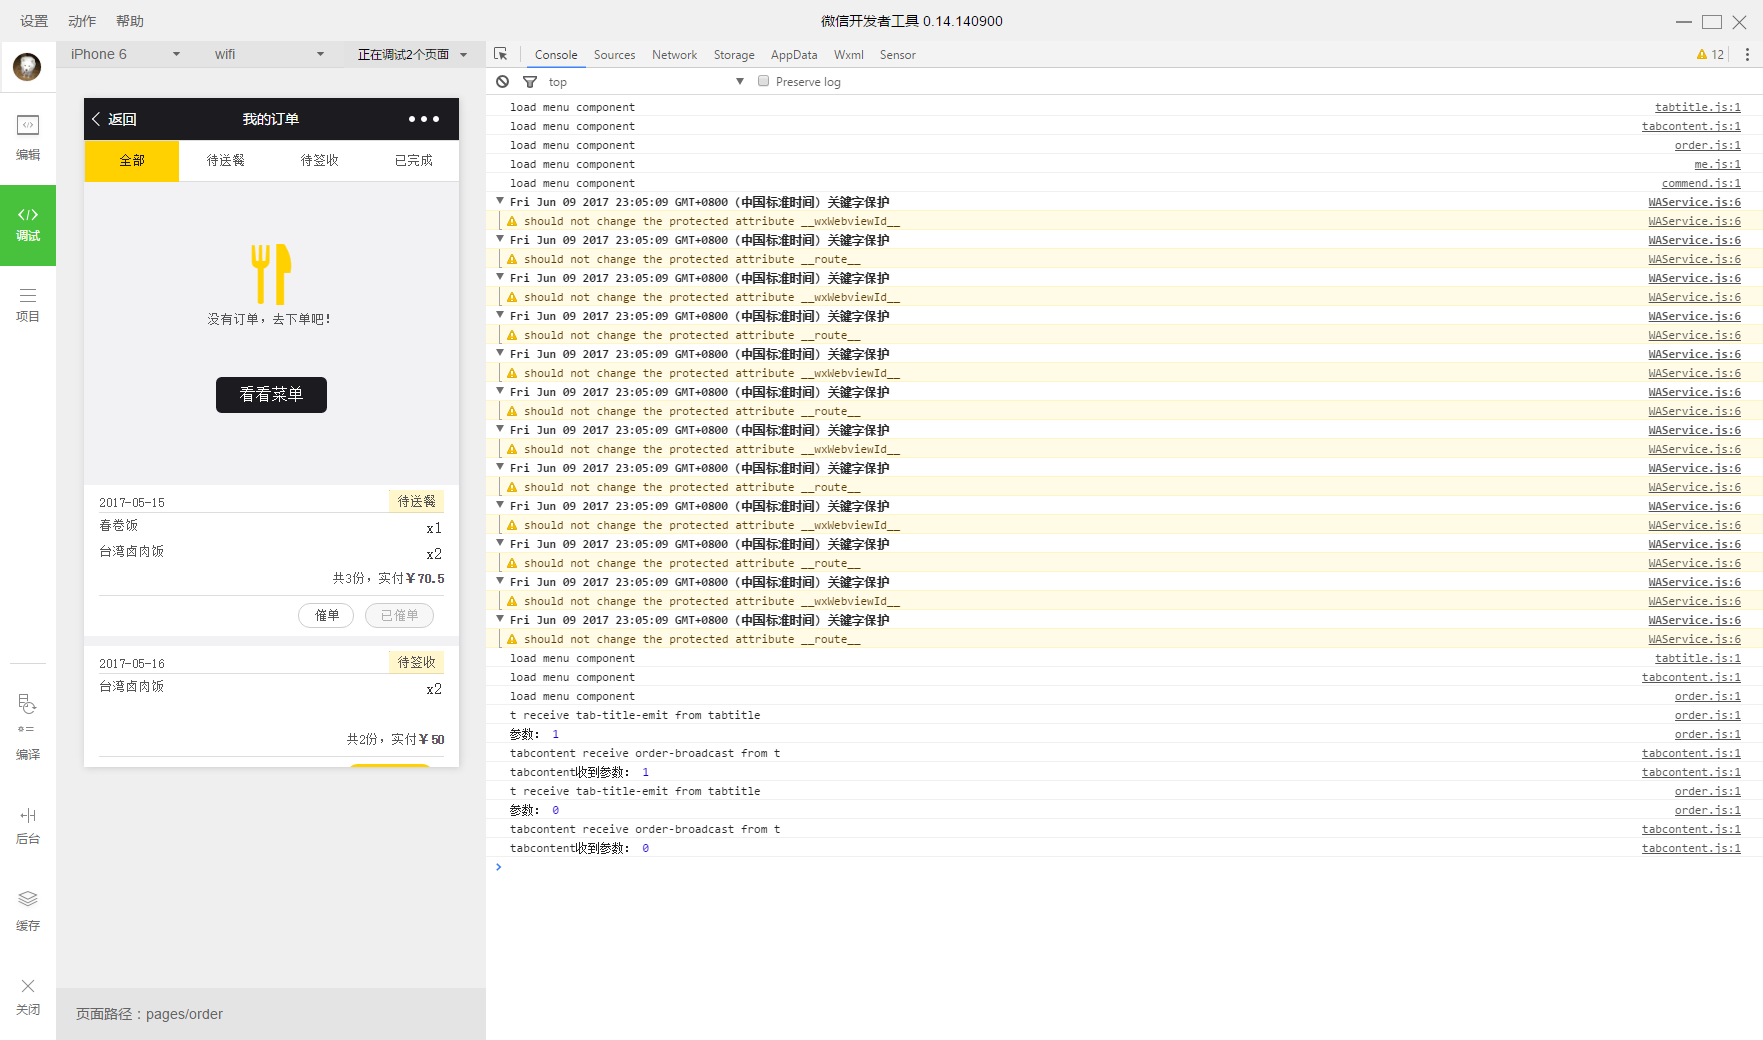 设置 动作 帮助
微信开发者工具 0.14.140900
iPhone 6 wifi 正在调试2个页面
Console Sources Network Storage AppData Wxml Sensor
12
top Preserve log
编辑
调试
项目
编译
后台
缓存
关闭
返回 我的订单
全部 待送餐 待签收 已完成
没有订单，去下单吧！
看看菜单
2017-05-15 待送餐
春卷饭 x1
台湾卤肉饭 x2
共3份，实付￥70.5
催单 已催单
2017-05-16 待签收
台湾卤肉饭 x2
共2份，实付￥50
页面路径：pages/order
load menu component tabtitle.js:1
load menu component tabcontent.js:1
load menu component order.js:1
load menu component me.js:1
load menu component commend.js:1
Fri Jun 09 2017 23:05:09 GMT+0800 (中国标准时间) 关键字保护 WAService.js:6
should not change the protected attribute __wxWebviewId__ WAService.js:6
Fri Jun 09 2017 23:05:09 GMT+0800 (中国标准时间) 关键字保护 WAService.js:6
should not change the protected attribute __route__ WAService.js:6
Fri Jun 09 2017 23:05:09 GMT+0800 (中国标准时间) 关键字保护 WAService.js:6
should not change the protected attribute __wxWebviewId__ WAService.js:6
Fri Jun 09 2017 23:05:09 GMT+0800 (中国标准时间) 关键字保护 WAService.js:6
should not change the protected attribute __route__ WAService.js:6
Fri Jun 09 2017 23:05:09 GMT+0800 (中国标准时间) 关键字保护 WAService.js:6
should not change the protected attribute __wxWebviewId__ WAService.js:6
Fri Jun 09 2017 23:05:09 GMT+0800 (中国标准时间) 关键字保护 WAService.js:6
should not change the protected attribute __route__ WAService.js:6
Fri Jun 09 2017 23:05:09 GMT+0800 (中国标准时间) 关键字保护 WAService.js:6
should not change the protected attribute __wxWebviewId__ WAService.js:6
Fri Jun 09 2017 23:05:09 GMT+0800 (中国标准时间) 关键字保护 WAService.js:6
should not change the protected attribute __route__ WAService.js:6
Fri Jun 09 2017 23:05:09 GMT+0800 (中国标准时间) 关键字保护 WAService.js:6
should not change the protected attribute __wxWebviewId__ WAService.js:6
Fri Jun 09 2017 23:05:09 GMT+0800 (中国标准时间) 关键字保护 WAService.js:6
should not change the protected attribute __route__ WAService.js:6
Fri Jun 09 2017 23:05:09 GMT+0800 (中国标准时间) 关键字保护 WAService.js:6
should not change the protected attribute __wxWebviewId__ WAService.js:6
Fri Jun 09 2017 23:05:09 GMT+0800 (中国标准时间) 关键字保护 WAService.js:6
should not change the protected attribute __route__ WAService.js:6
load menu component tabtitle.js:1
load menu component tabcontent.js:1
load menu component order.js:1
t receive tab-title-emit from tabtitle order.js:1
参数： 1 order.js:1
tabcontent receive order-broadcast from t tabcontent.js:1
tabcontent收到参数： 1 tabcontent.js:1
t receive tab-title-emit from tabtitle order.js:1
参数： 0 order.js:1
tabcontent receive order-broadcast from t tabcontent.js:1
tabcontent收到参数： 0 tabcontent.js:1